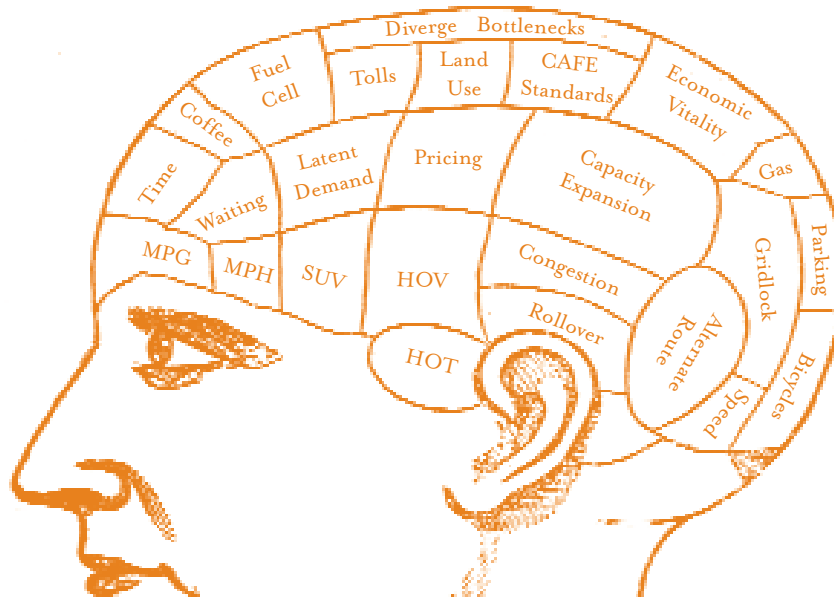 Diverge Bottlenecks
Fuel
Cell
Tolls
Land
Use
CAFE
Standards
Economic
Vitality
Coffee
Gas
Time
Waiting
Latent
Demand
Pricing
Capacity
Expansion
Parking
Gridlock
MPG
MPH
SUV
HOV
Congestion
Rollover
Alternate
Route
HOT
Bicycles
Speed